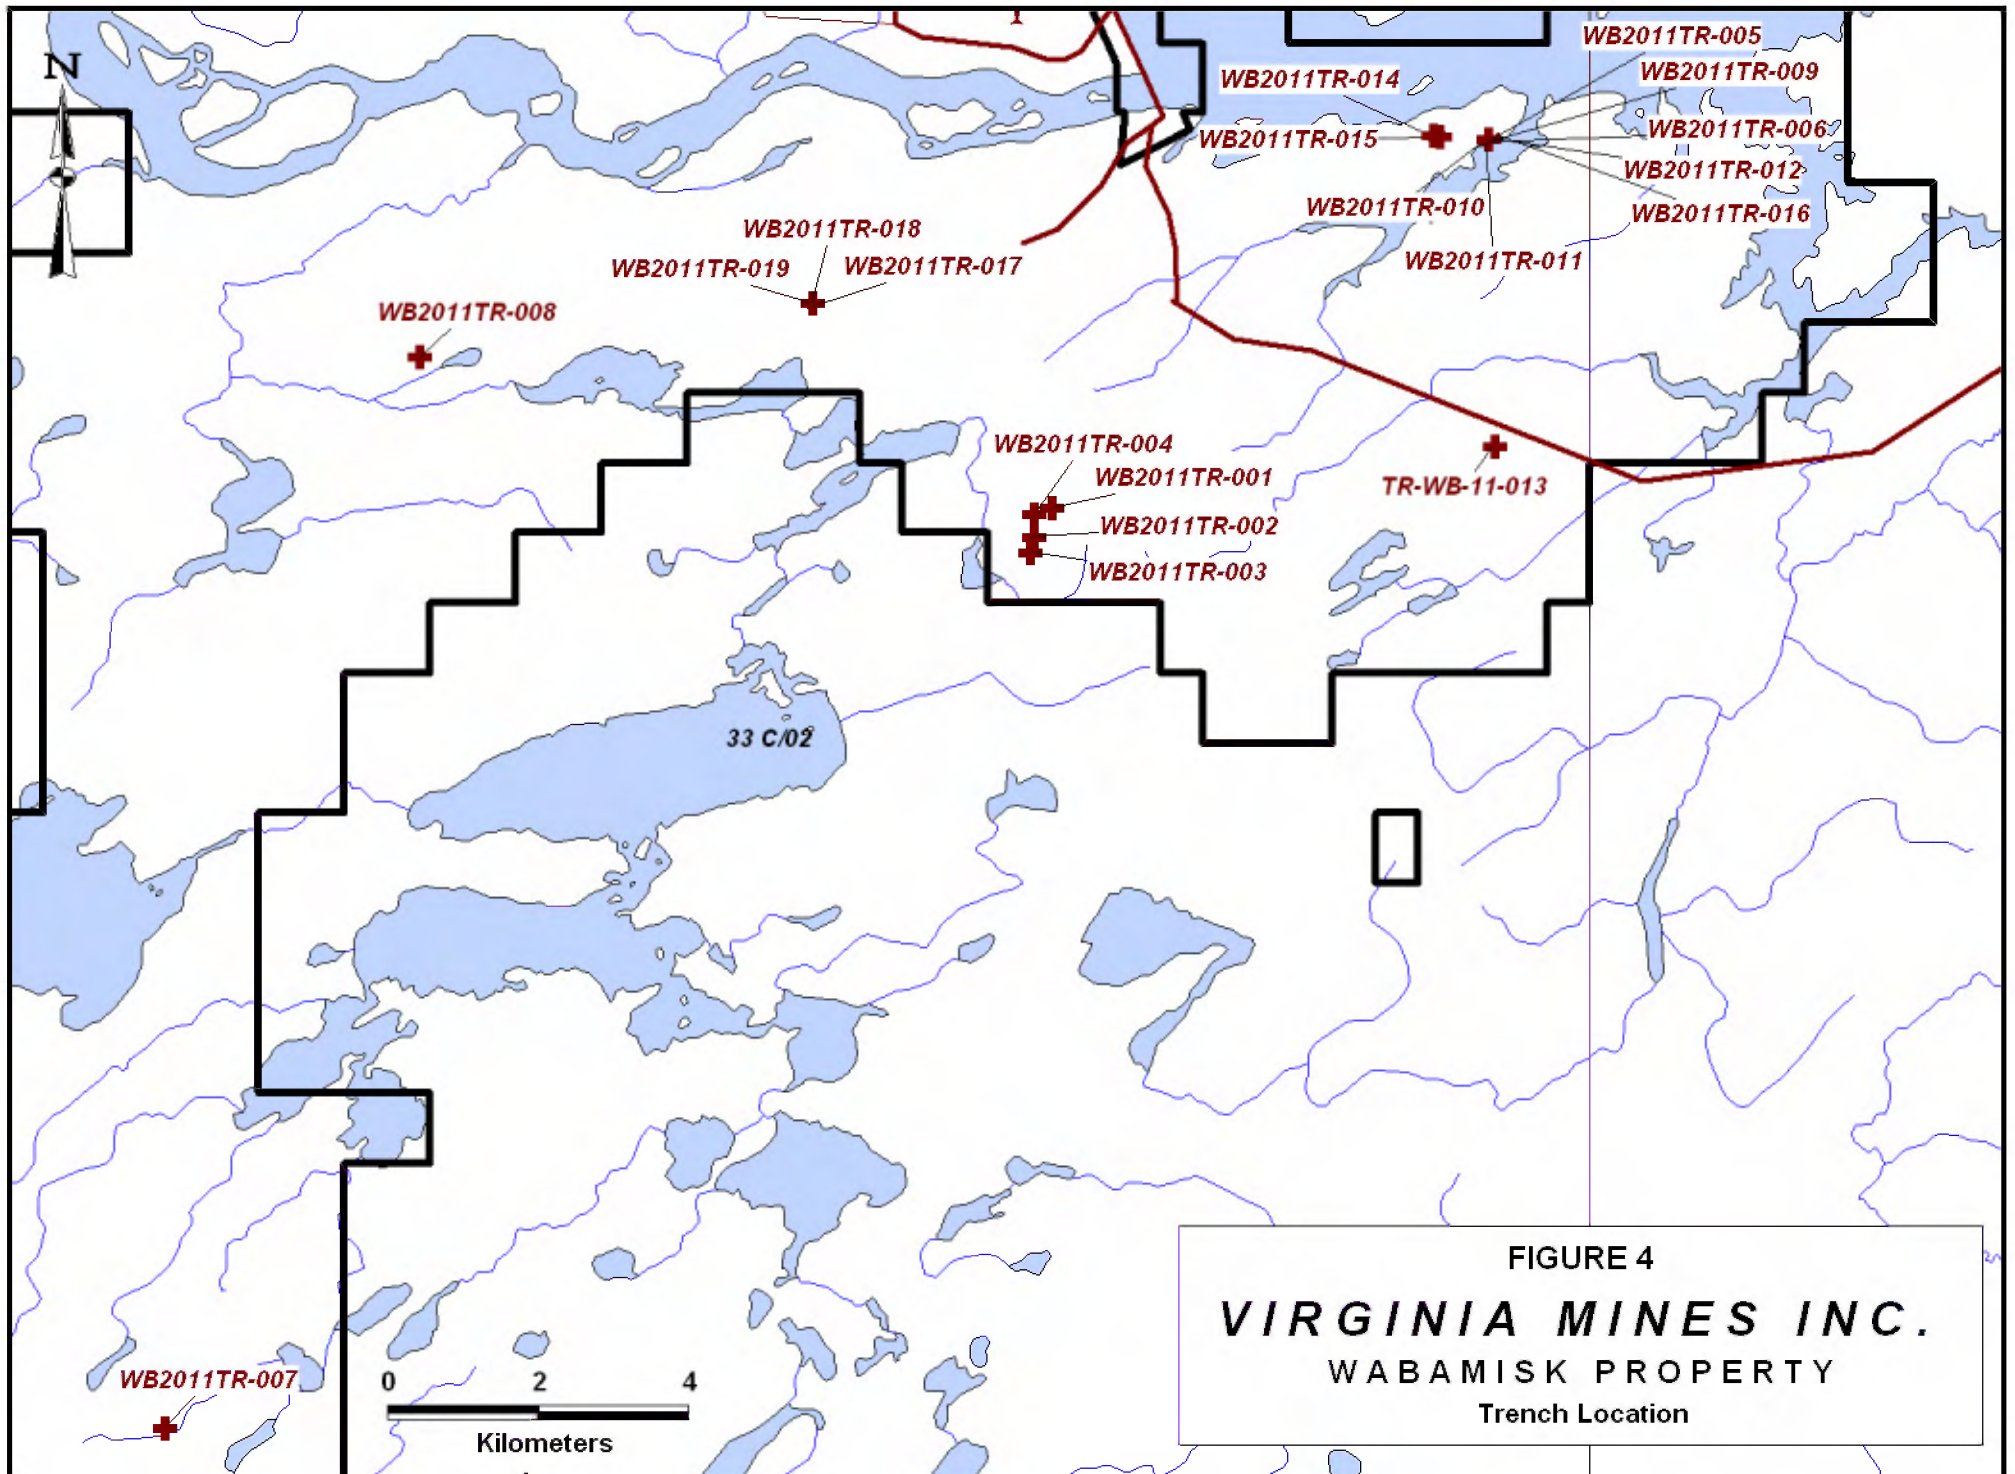 WB2011TR-005
N
WB2011TR-009
WB2011TR-014
WB2011TR-006
WB2011TR-015
WB2011TR-012
WB2011TR-010
WB2011TR-016
WB2011TR-018
WB2011TR-011
WB2011TR-019
WB2011TR-017
WB2011TR-008
WB2011TR-004
WB2011TR-001
TR-WB-11-013
WB2011TR-002
WB2011TR-003
33 C/02
FIGURE 4
VIRGINIA MINES INC.
WABAMISK PROPERTY
Trench Location
WB2011TR-007
0 2 4
Kilometers